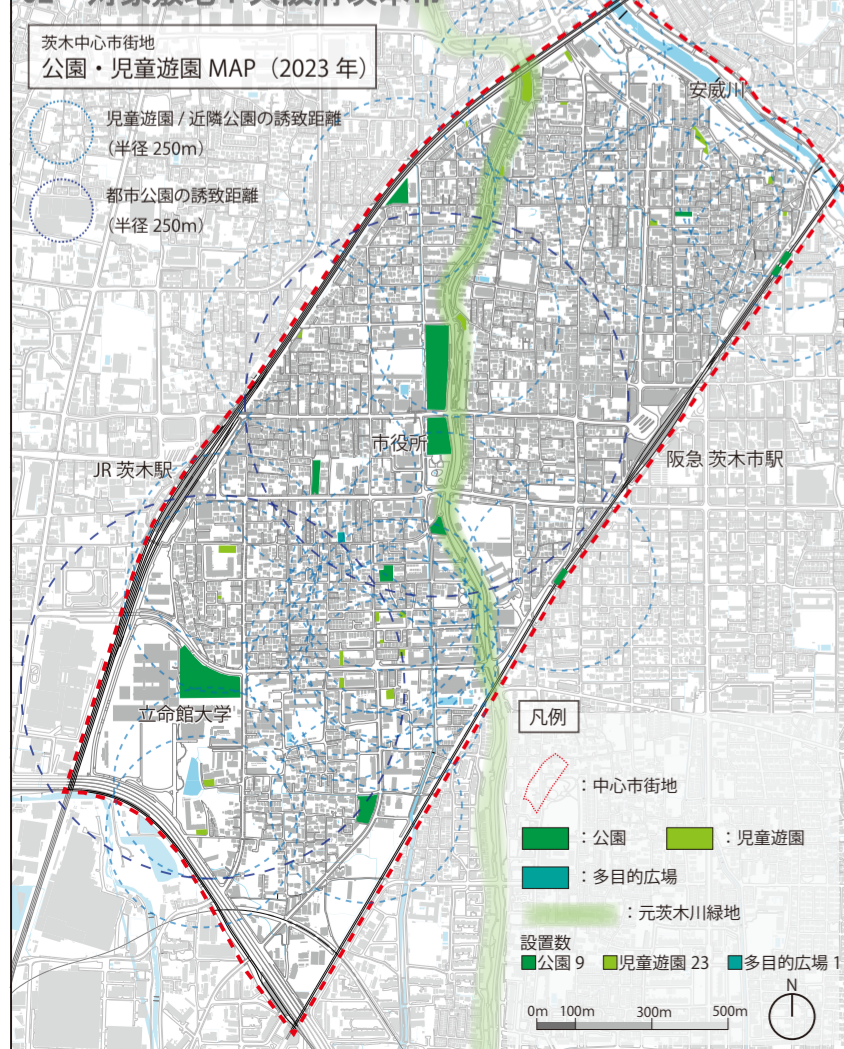 茨木中心市街地
公園・児童遊園 MAP（2023 年）
児童遊園 / 近隣公園の誘致距離
（半径 250m）
都市公園の誘致距離
（半径 250m）
安威川
市役所
JR 茨木駅
阪急 茨木市駅
立命館大学
凡例
：中心市街地
：公園
：児童遊園
：多目的広場
：元茨木川緑地
設置数
公園 9 児童遊園 23 多目的広場 1
N
0m 100m 300m 500m